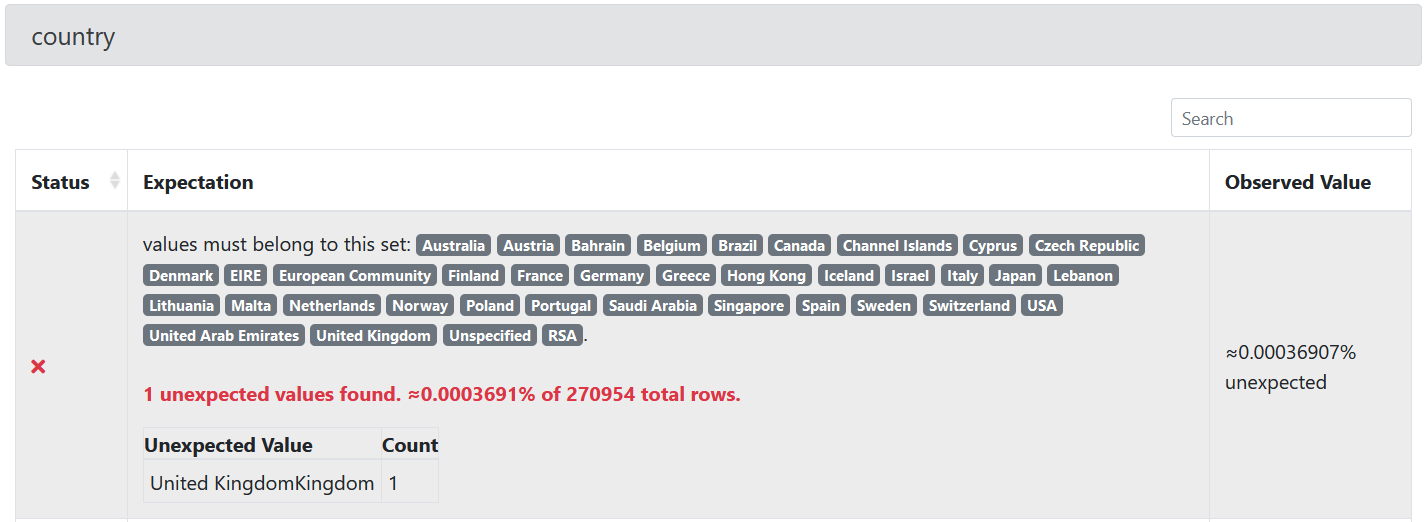 country
Search
Status Expectation Observed Value
values must belong to this set: Australia Austria Bahrain Belgium Brazil Canada Channel Islands Cyprus Czech Republic
Denmark EIRE European Community Finland France Germany Greece Hong Kong Iceland Israel Italy Japan Lebanon
Lithuania Malta Netherlands Norway Poland Portugal Saudi Arabia Singapore Spain Sweden Switzerland USA
United Arab Emirates United Kingdom Unspecified RSA.
1 unexpected values found. ≈0.0003691% of 270954 total rows.
Unexpected Value Count
United KingdomKingdom 1
≈0.00036907%
unexpected